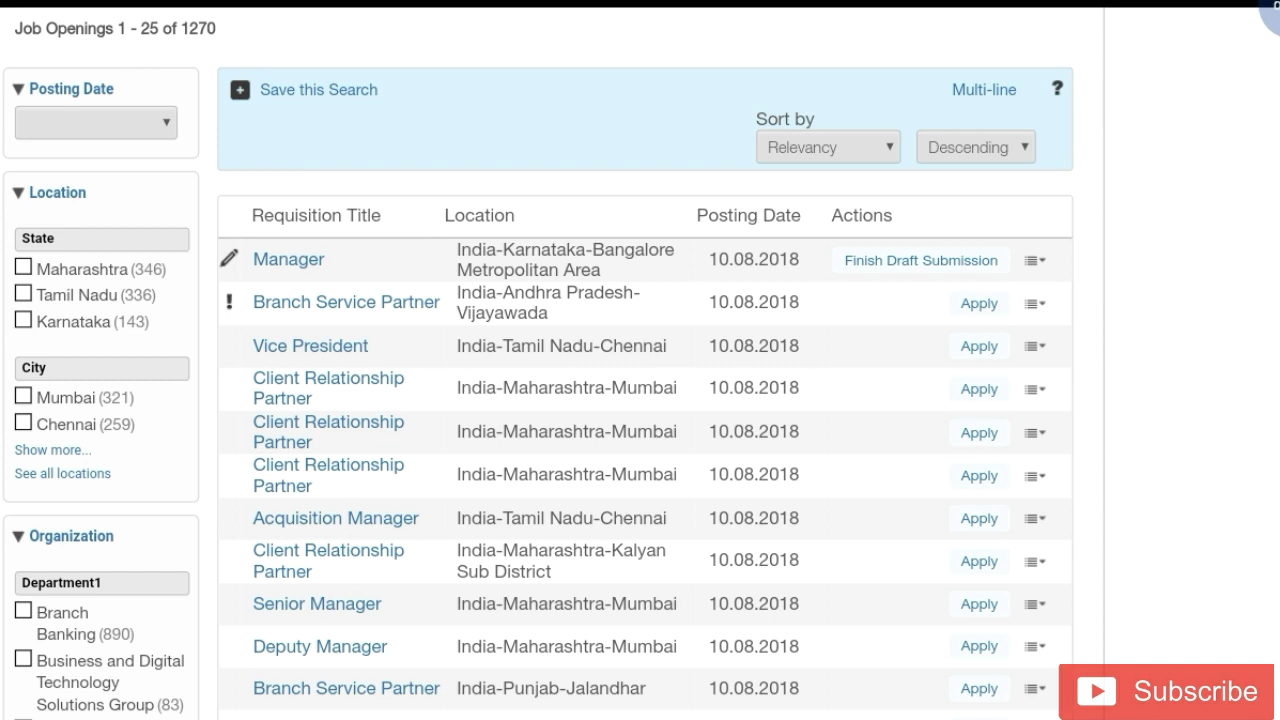 Job Openings 1 - 25 of 1270
Posting Date
Location
State
Maharashtra (346)
Tamil Nadu (336)
Karnataka (143)
City
Mumbai (321)
Chennai (259)
Show more...
See all locations
Organization
Department1
Branch
Banking (890)
Business and Digital
Technology
Solutions Group (83)
Save this Search
Multi-line ?
Sort by
Relevancy Descending
Requisition Title Location Posting Date Actions
Manager India-Karnataka-Bangalore Metropolitan Area 10.08.2018 Finish Draft Submission
Branch Service Partner India-Andhra Pradesh-Vijayawada 10.08.2018 Apply
Vice President India-Tamil Nadu-Chennai 10.08.2018 Apply
Client Relationship Partner India-Maharashtra-Mumbai 10.08.2018 Apply
Client Relationship Partner India-Maharashtra-Mumbai 10.08.2018 Apply
Client Relationship Partner India-Maharashtra-Mumbai 10.08.2018 Apply
Acquisition Manager India-Tamil Nadu-Chennai 10.08.2018 Apply
Client Relationship Partner India-Maharashtra-Kalyan Sub District 10.08.2018 Apply
Senior Manager India-Maharashtra-Mumbai 10.08.2018 Apply
Deputy Manager India-Maharashtra-Mumbai 10.08.2018 Apply
Branch Service Partner India-Punjab-Jalandhar 10.08.2018 Apply
Subscribe